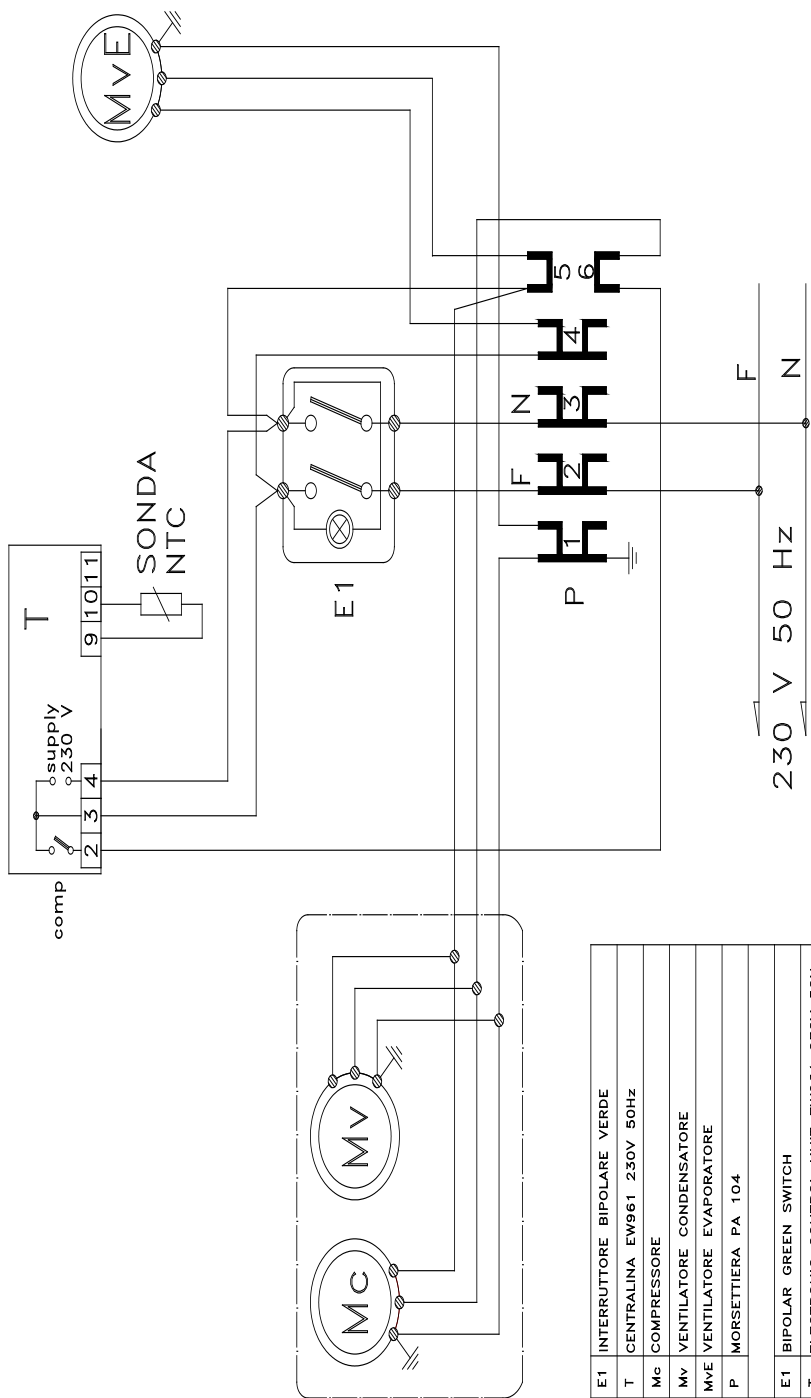 MvE
T
supply
230 V
comp
2 3 4
9 10 11
SONDA
NTC
E1
F
N
P
1
2
3
4
5
6
F
N
230 V 50 Hz
Mc
Mv
E1 INTERRUTTORE BIPOLARE VERDE
T CENTRALINA EW961 230V 50Hz
Mc COMPRESSORE
Mv VENTILATORE CONDENSATORE
MvE VENTILATORE EVAPORATORE
P MORSETTIERA PA 104
E1 BIPOLAR GREEN SWITCH